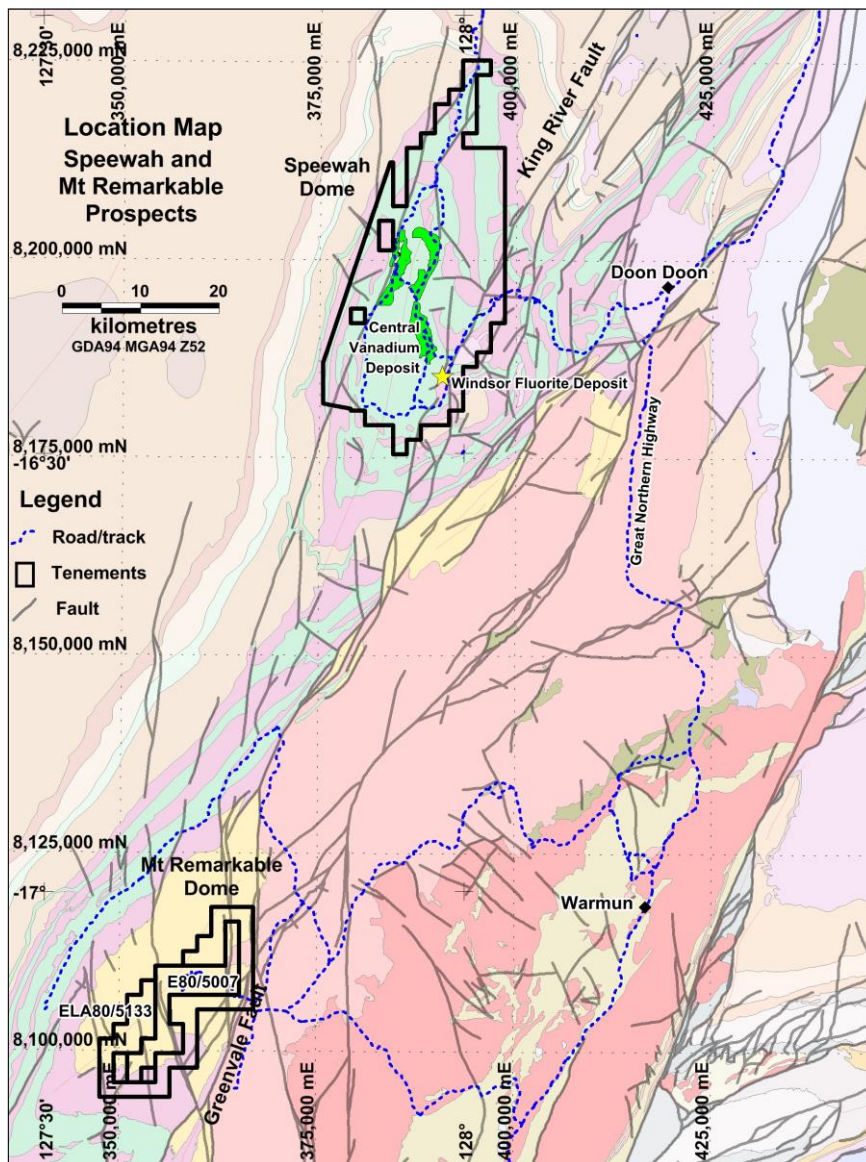 127°30'
350,000 mE
375,000 mE
128°
400,000 mE
425,000 mE
8,225,000 mN
Location Map
Speewah and
Mt Remarkable
Prospects
0 10 20
kilometres
GDA94 MGA94 Z52
Speewah
Dome
King River Fault
8,200,000 mN
Doon Doon
Central
Vanadium
Deposit
Windsor Fluorite Deposit
8,175,000 mN
-16°30'
Great Northern Highway
Legend
Road/track
Tenements
Fault
8,150,000 mN
8,125,000 mN
Mt Remarkable
Dome
-17°
Warmun
E80/5007
ELA80/5133
Greenvale Fault
8,100,000 mN
127°30'
350,000 mE
375,000 mE
128°
400,000 mE
425,000 mE